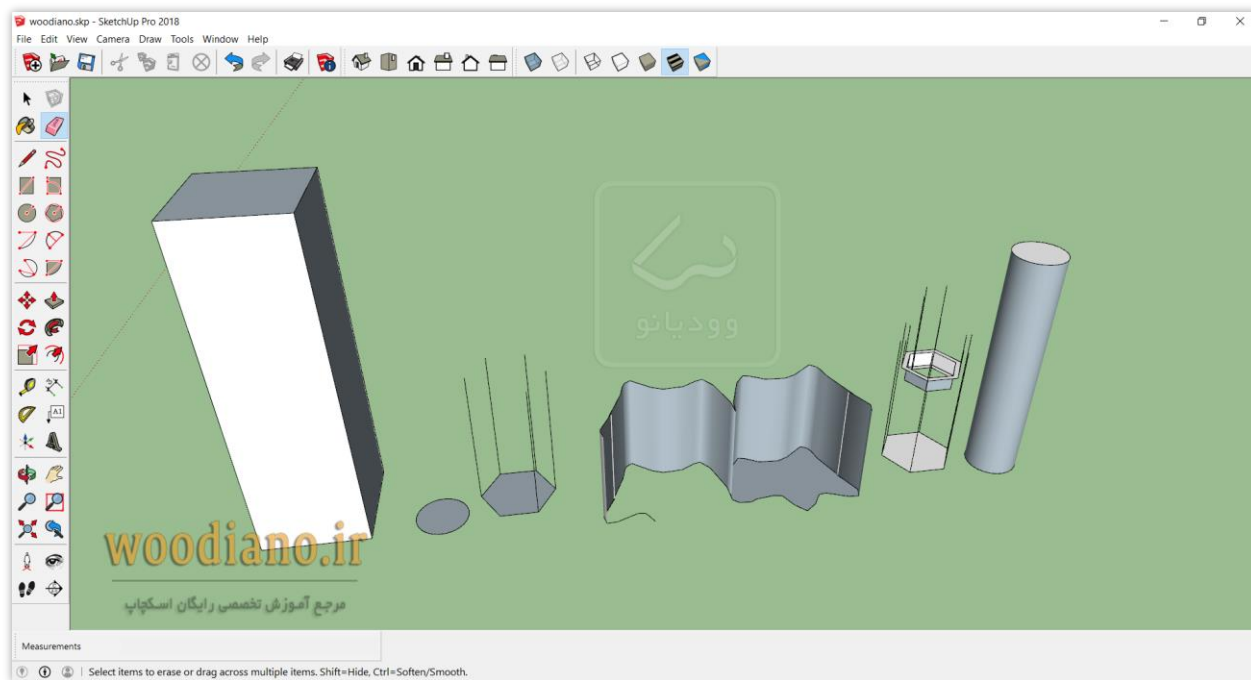 woodiano.skp - SketchUp Pro 2018
File Edit View Camera Draw Tools Window Help
A1
وودیانو
woodiano.ir
مرجع آموزش تخصصی رایگان اسکچاپ
Measurements
Select items to erase or drag across multiple items. Shift=Hide, Ctrl=Soften/Smooth.